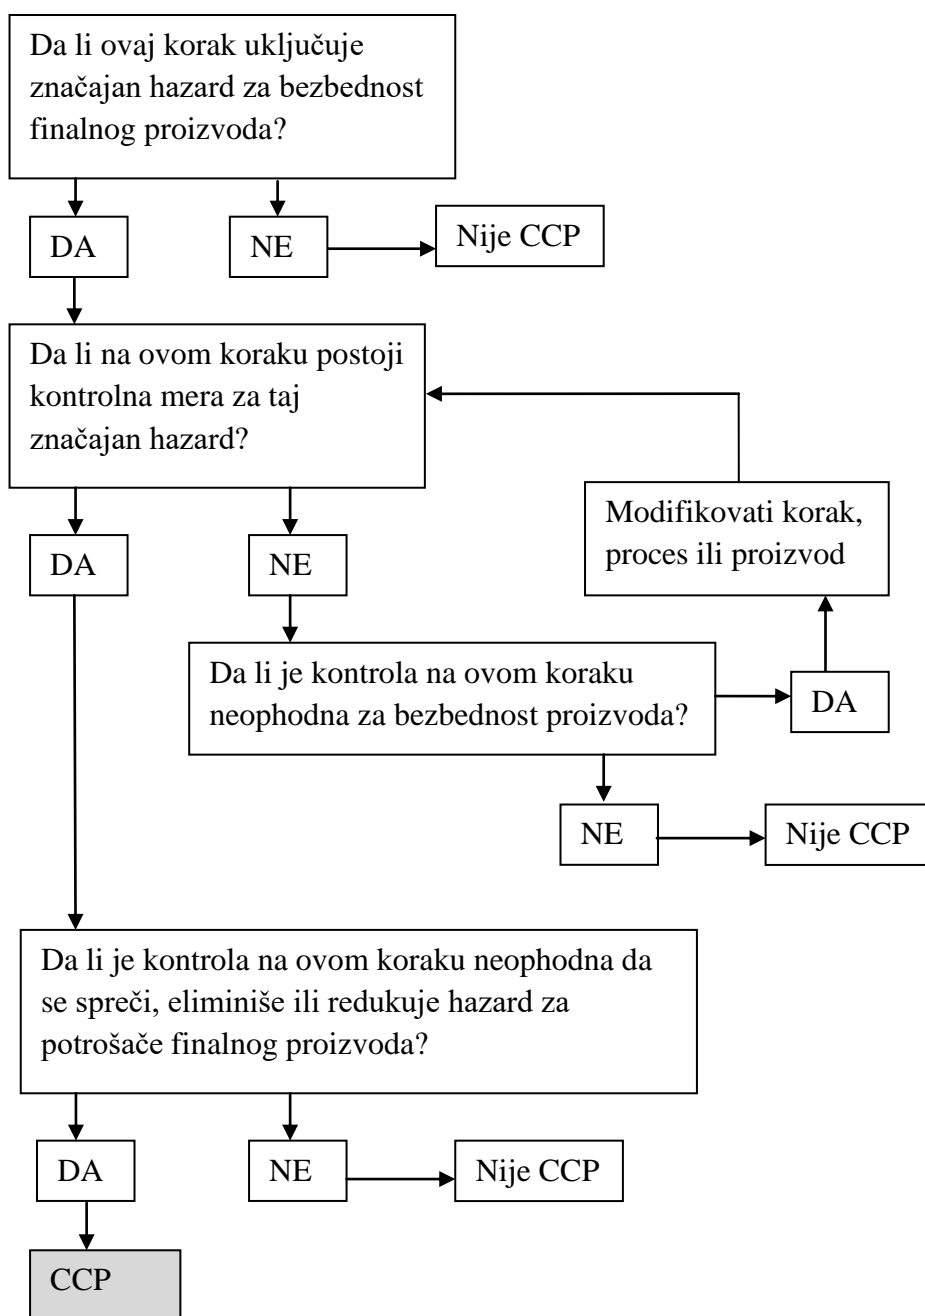 Da li ovaj korak uključuje
značajan hazard za bezbednost
finalnog proizvoda?
DA
NE
Nije CCP
Da li na ovom koraku postoji
kontrolna mera za taj
značajan hazard?
Modifikovati korak,
proces ili proizvod
DA
NE
Da li je kontrola na ovom koraku
neophodna za bezbednost proizvoda?
DA
NE
Nije CCP
Da li je kontrola na ovom koraku neophodna da
se spreči, eliminiše ili redukuje hazard za
potrošače finalnog proizvoda?
DA
NE
Nije CCP
CCP